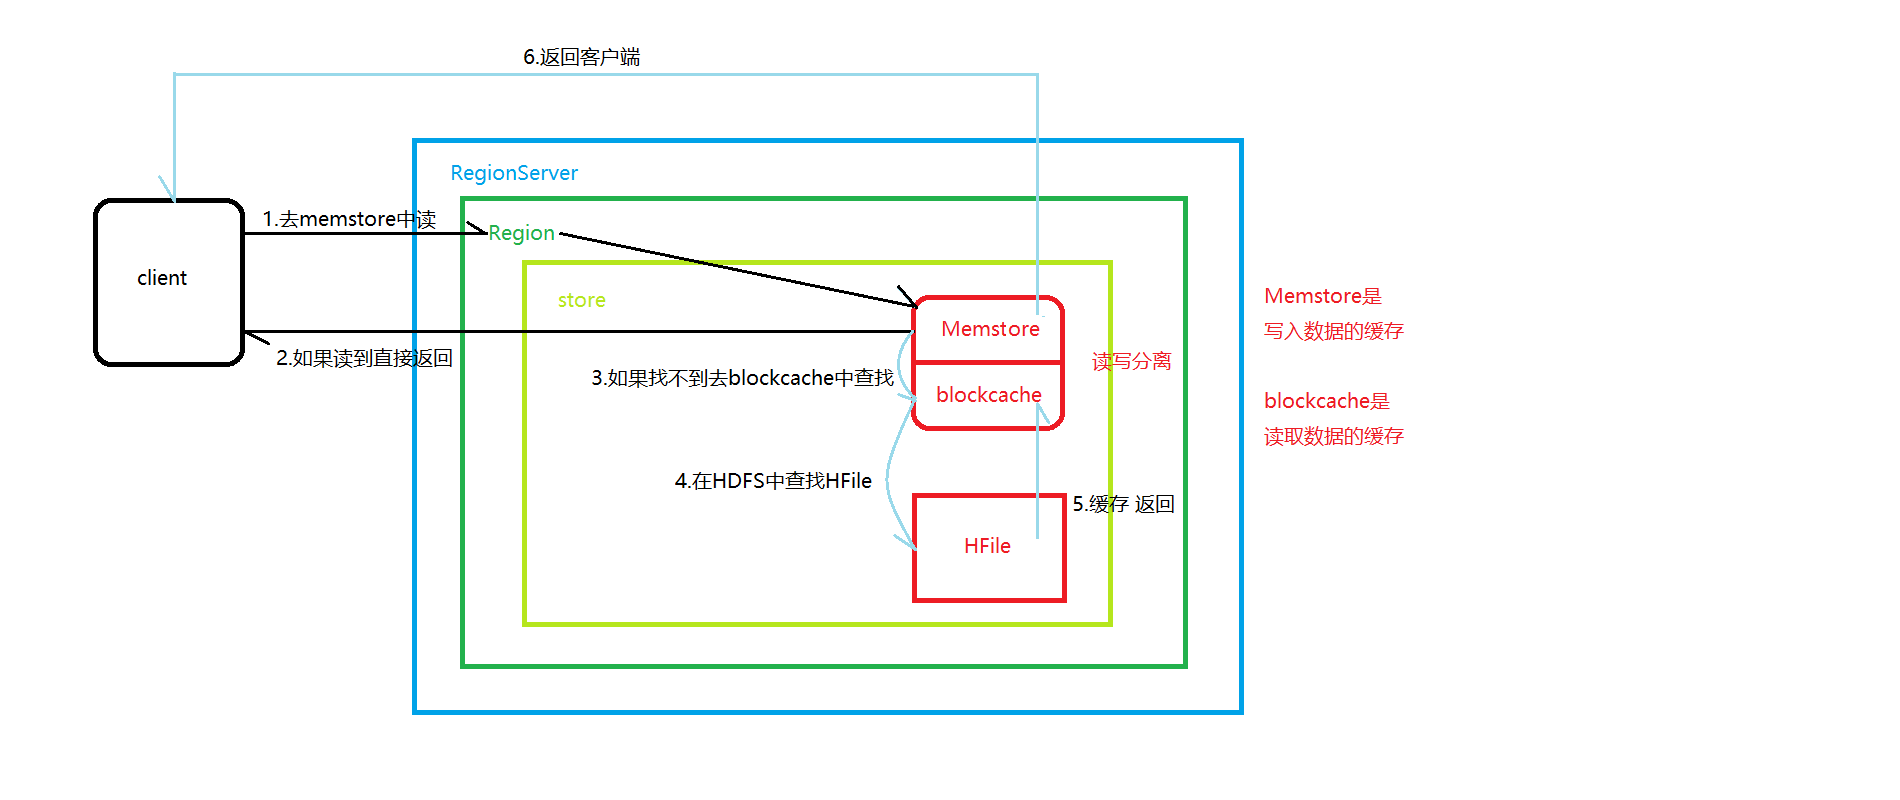 6.返回客户端
RegionServer
1.去memstore中读
Region
client
store
Memstore
2.如果读到直接返回
3.如果找不到去blockcache中查找
blockcache
读写分离
Memstore是
写入数据的缓存
blockcache是
读取数据的缓存
4.在HDFS中查找HFile
5.缓存 返回
HFile